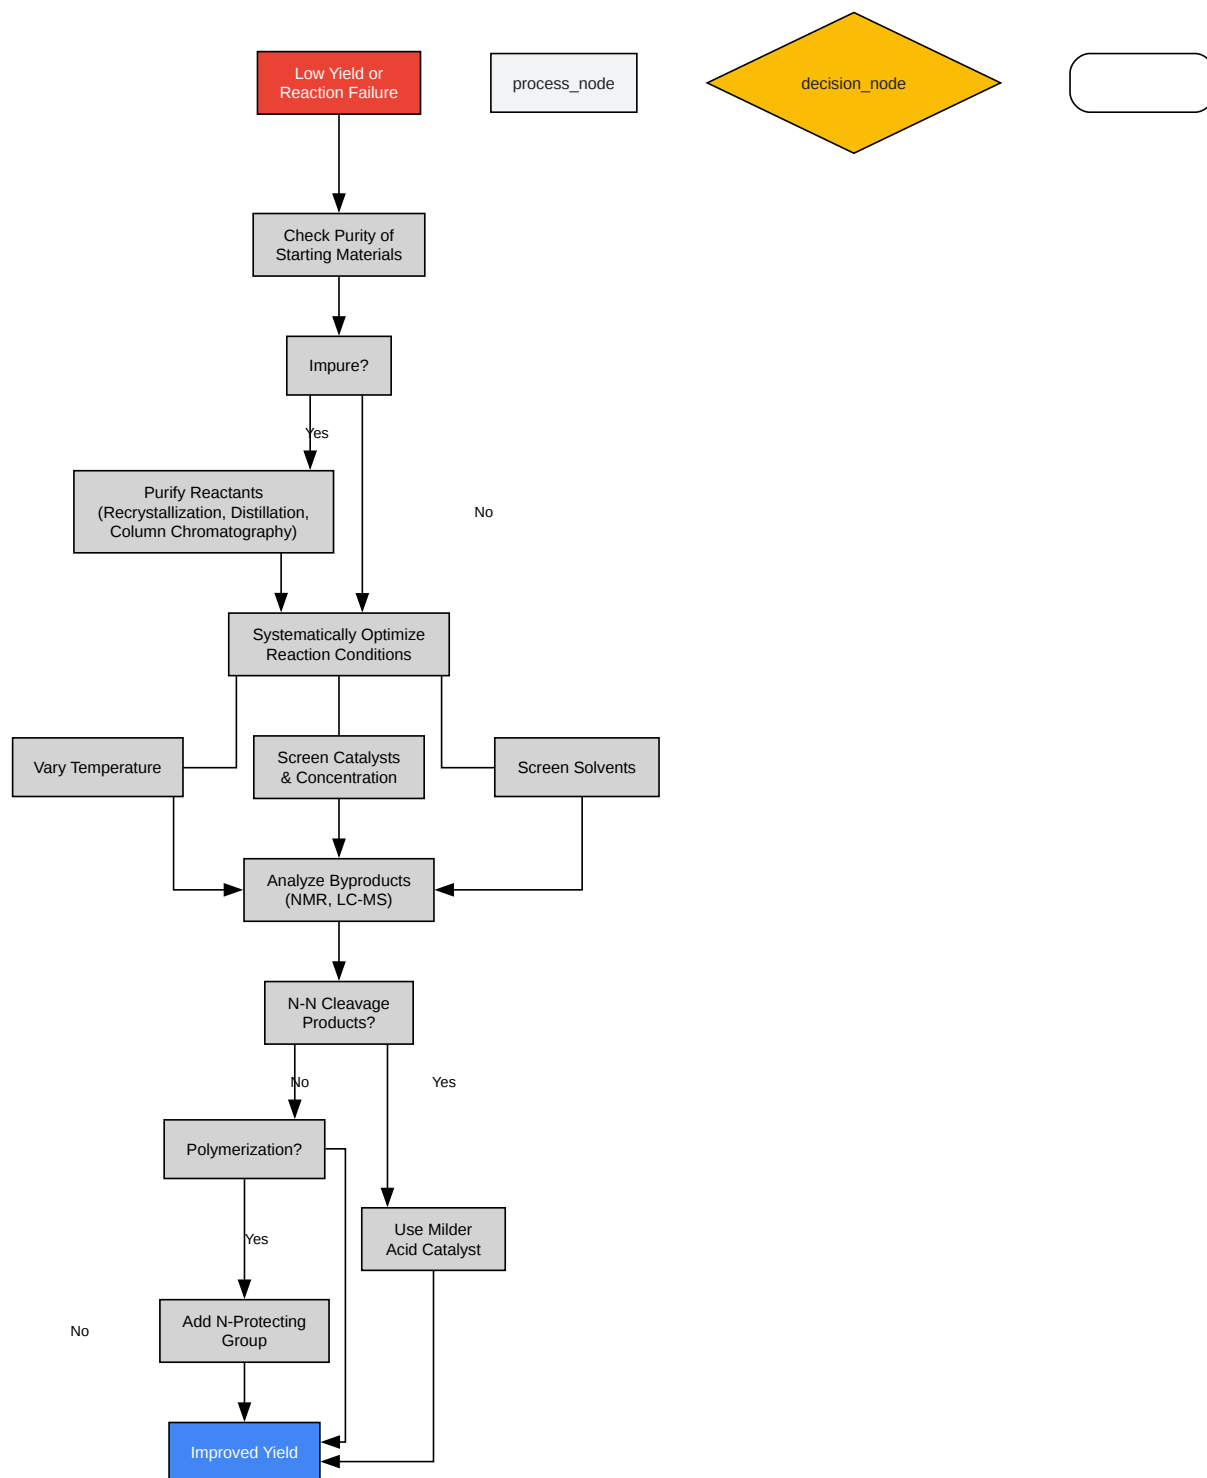 Low Yield or
Reaction Failure
process_node
decision_node
Check Purity of
Starting Materials
Impure?
Yes
Purify Reactants
(Recrystallization, Distillation,
Column Chromatography)
No
Systematically Optimize
Reaction Conditions
Vary Temperature
Screen Catalysts
& Concentration
Screen Solvents
Analyze Byproducts
(NMR, LC-MS)
N-N Cleavage
Products?
No
Yes
Polymerization?
Use Milder
Acid Catalyst
Yes
Add N-Protecting
Group
No
Improved Yield